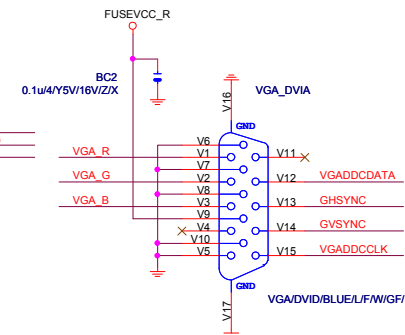 FUSEVCC_R
BC2
0.1u/4/Y5V/16V/Z/X
VGA_DVIA
V16
GND
V6
VGA_R V1 V11
V7
VGA_G V2 V12 VGADDCDATA
V8
VGA_B V3 V13 GHSYNC
V9
V4 V14 GVSYNC
V10
V5 V15 VGADDCCLK
GND
V17
VGA/DVID/BLUE/L/F/W/GF/